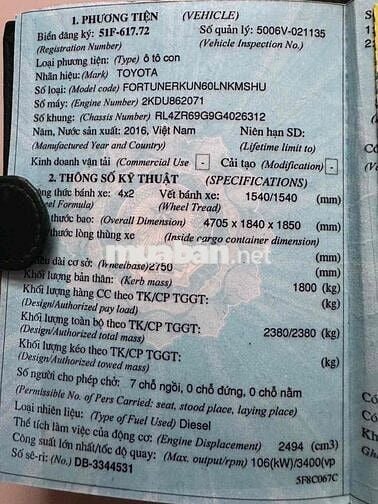 1. PHƯƠNG TIỆN (VEHICLE)
Biển đăng ký: 51F-617.72 Số quản lý: 5006V-021135
(Registration Number) (Vehicle Inspection No.)
Loại phương tiện: (Type) ô tô con
Nhãn hiệu: (Mark) TOYOTA
Số loại: (Model code) FORTUNERKUN60LNKMSHU
Số máy: (Engine Number) 2KDU862071
Số khung: (Chassis Number) RL4ZR69G9G4026312
Năm, Nước sản xuất: 2016, Việt Nam Niên hạn SD:
(Manufactured Year and Country) (Lifetime limit to)
Kinh doanh vận tải (Commercial Use) - Cải tạo (Modification) -
2. THÔNG SỐ KỸ THUẬT (SPECIFICATIONS)
thức bánh xe: 4x2 Vết bánh xe: 1540/1540 (mm)
Formula) (Wheel Tread)
thước bao: (Overall Dimension) 4705 x 1840 x 1850 (mm)
thước lòng thùng xe (Inside cargo container dimension)
(mm)
dài cơ sở: (Wheelbase) 2750 (mm)
Khối lượng bản thân: (Kerb mass) 1800 (kg)
Khối lượng hàng CC theo TK/CP TGGT: (kg)
(Design/Authorized pay load)
Khối lượng toàn bộ theo TK/CP TGGT: 2380/2380 (kg)
(Design/Authorized total mass)
Khối lượng kéo theo TK/CP TGGT: (kg)
(Design/Authorized towed mass)
Số người cho phép chở: 7 chỗ ngồi, 0 chỗ đứng, 0 chỗ nằm
(Permissible No. of Pers Carried: seat, stood place, laying place)
Loại nhiên liệu: (Type of Fuel Used) Diesel
Thể tích làm việc của động cơ: (Engine Displacement) 2494 (cm3)
Công suất lớn nhất/tốc độ quay: (Max. output/rpm) 106(kW)/3400(vp
Số sê-ri: (No.) DB-3344531 5F8C067C
muaban.net